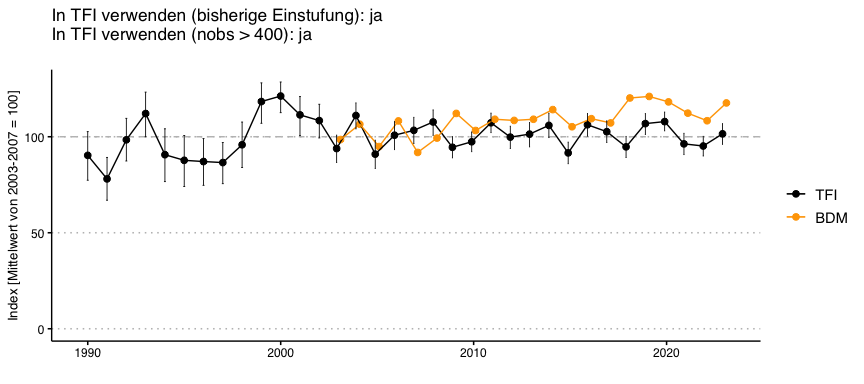 In TFI verwenden (bisherige Einstufung): ja
In TFI verwenden (nobs > 400): ja
Index [Mittelwert von 2003-2007 = 100]
100
50
0
1990
2000
2010
2020
TFI
BDM